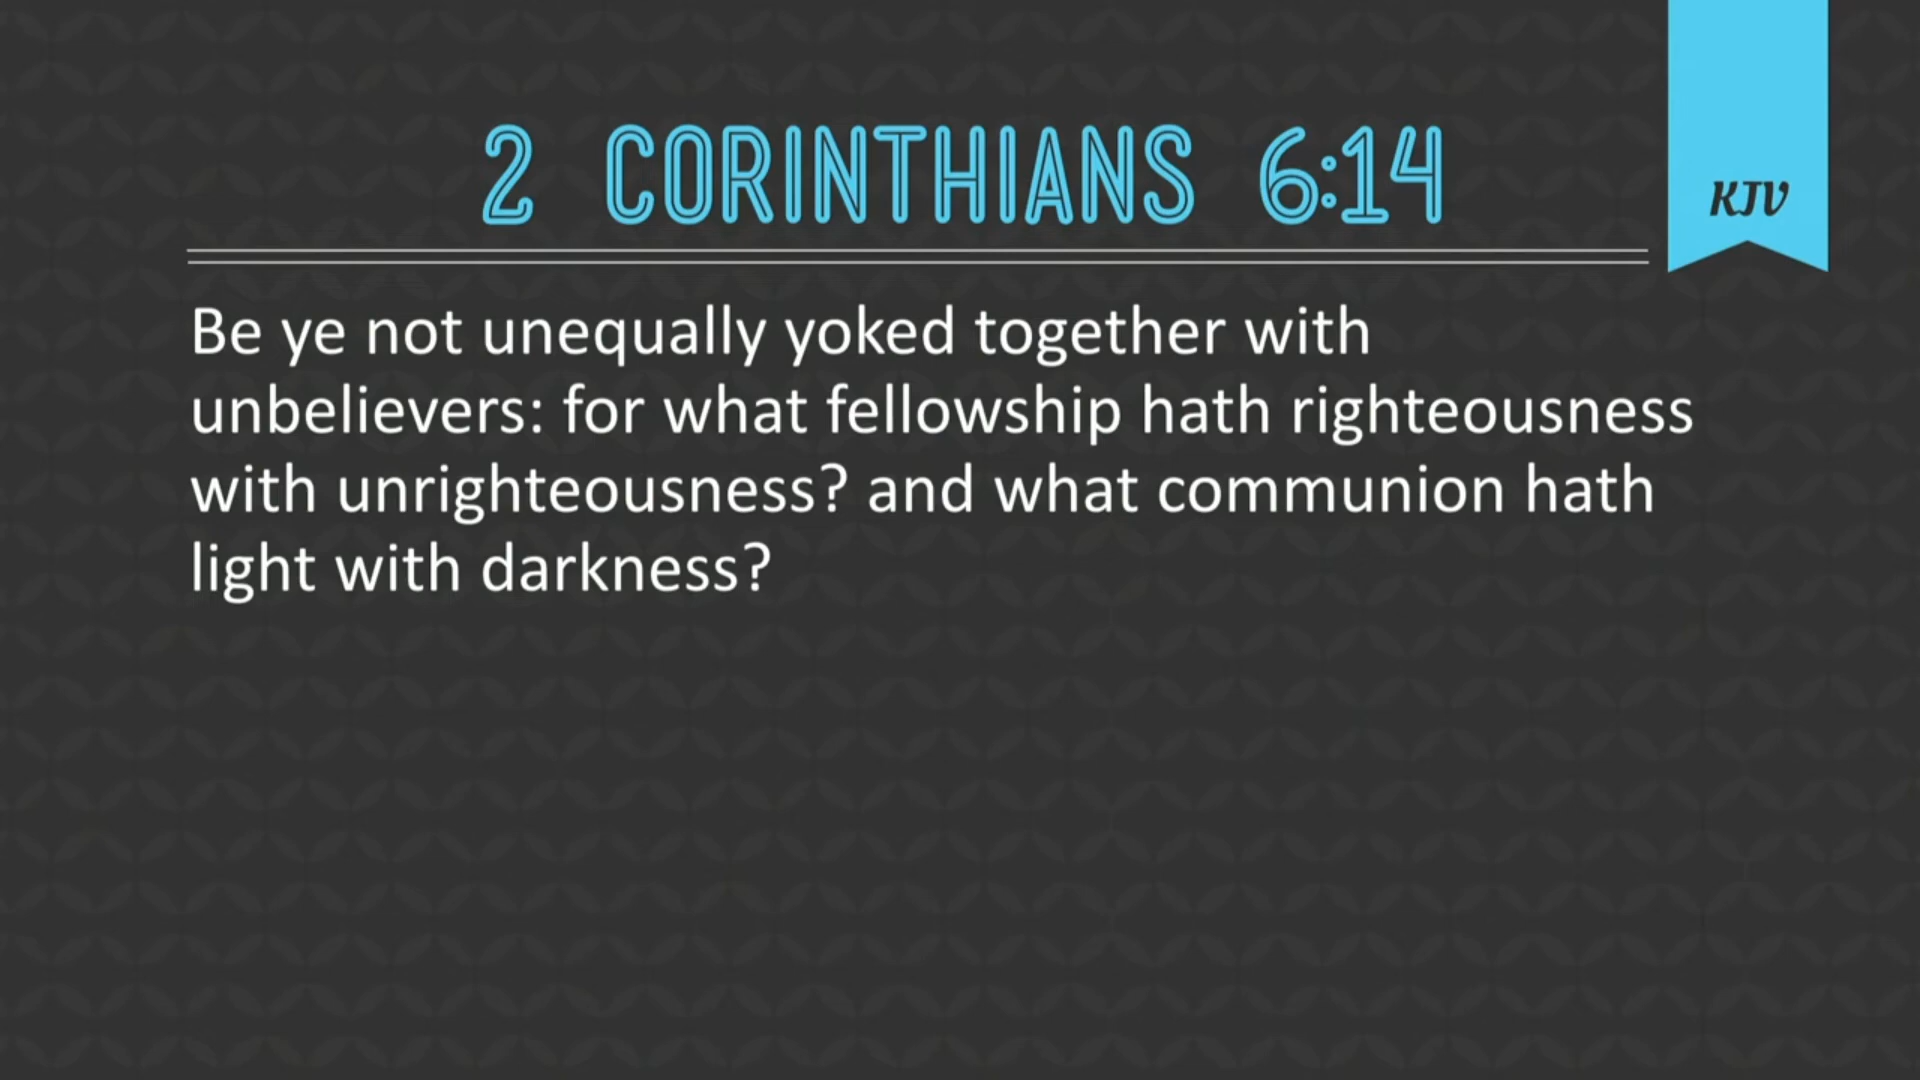 2 CORINTHIANS 6:14
KJV
Be ye not unequally yoked together with
unbelievers: for what fellowship hath righteousness
with unrighteousness? and what communion hath
light with darkness?